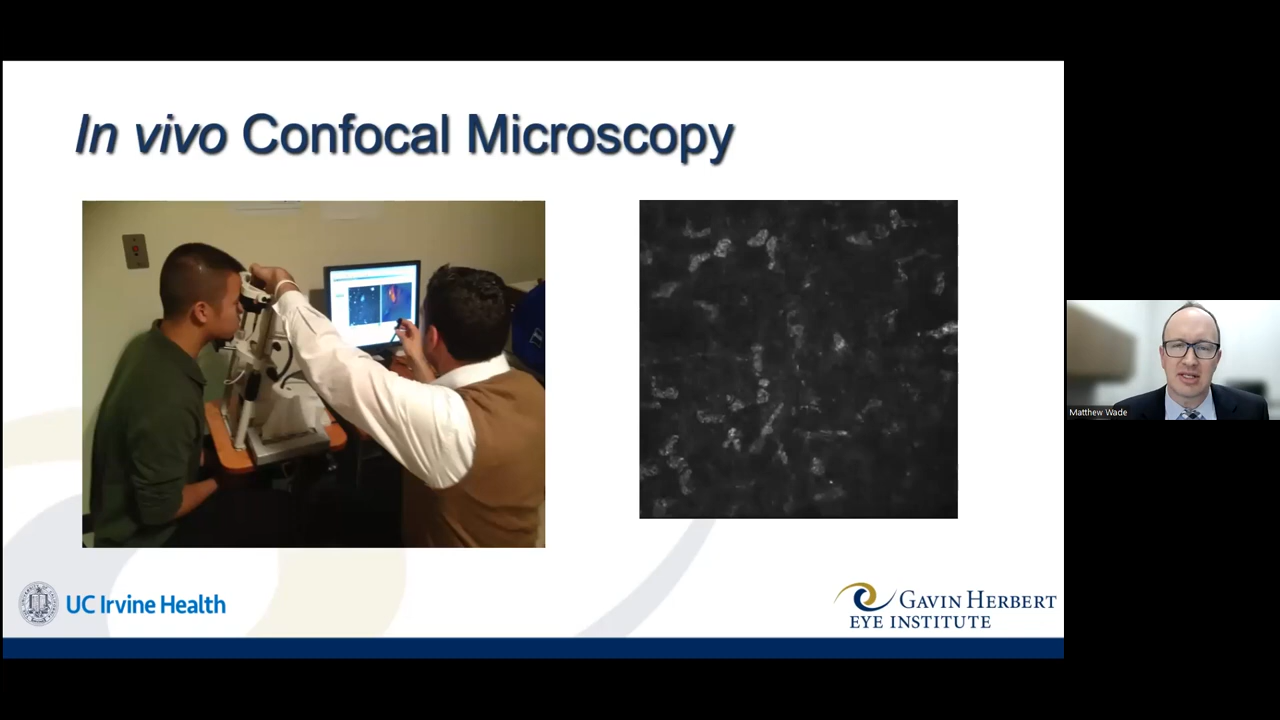 In vivo Confocal Microscopy
UC Irvine Health
GAVIN HERBERT
EYE INSTITUTE
Matthew Wade